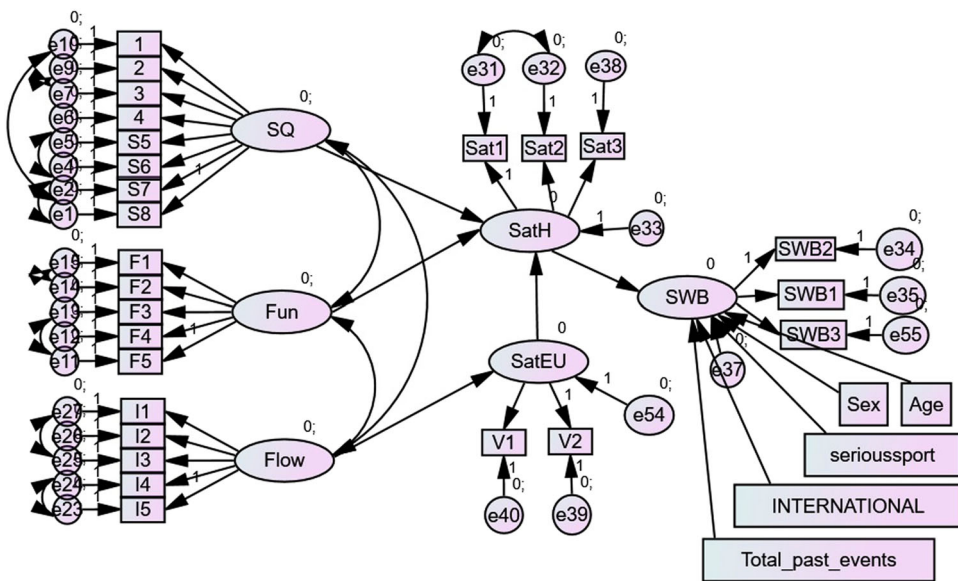 0;
e10 1 1
e9 2
e7 3
e6 4
e5 S5
e4 S6
e2 S7 1
e1 S8
SQ 0;
0;
e15 1 F1
e14 F2
F3
e12 F4 1
e11 F5
Fun 0;
0;
e27 1 I1
e26 I2
e25 I3
e24 I4 1
e23 I5
Flow 0;
0; 0; 0;
e31 e32 e38
1 1 1
Sat1 Sat2 Sat3
1
0
SatH
1 e33 0;
0
SatEU
1
1 e54 0;
V1 V2
1 1
0; 0;
e40 e39
0
SWB
1 SWB2 1 e34 0;
SWB1 1 e35 0;
SWB3 1 e55 0;
0;
e37
Sex Age
serioussport
INTERNATIONAL
Total_past_events